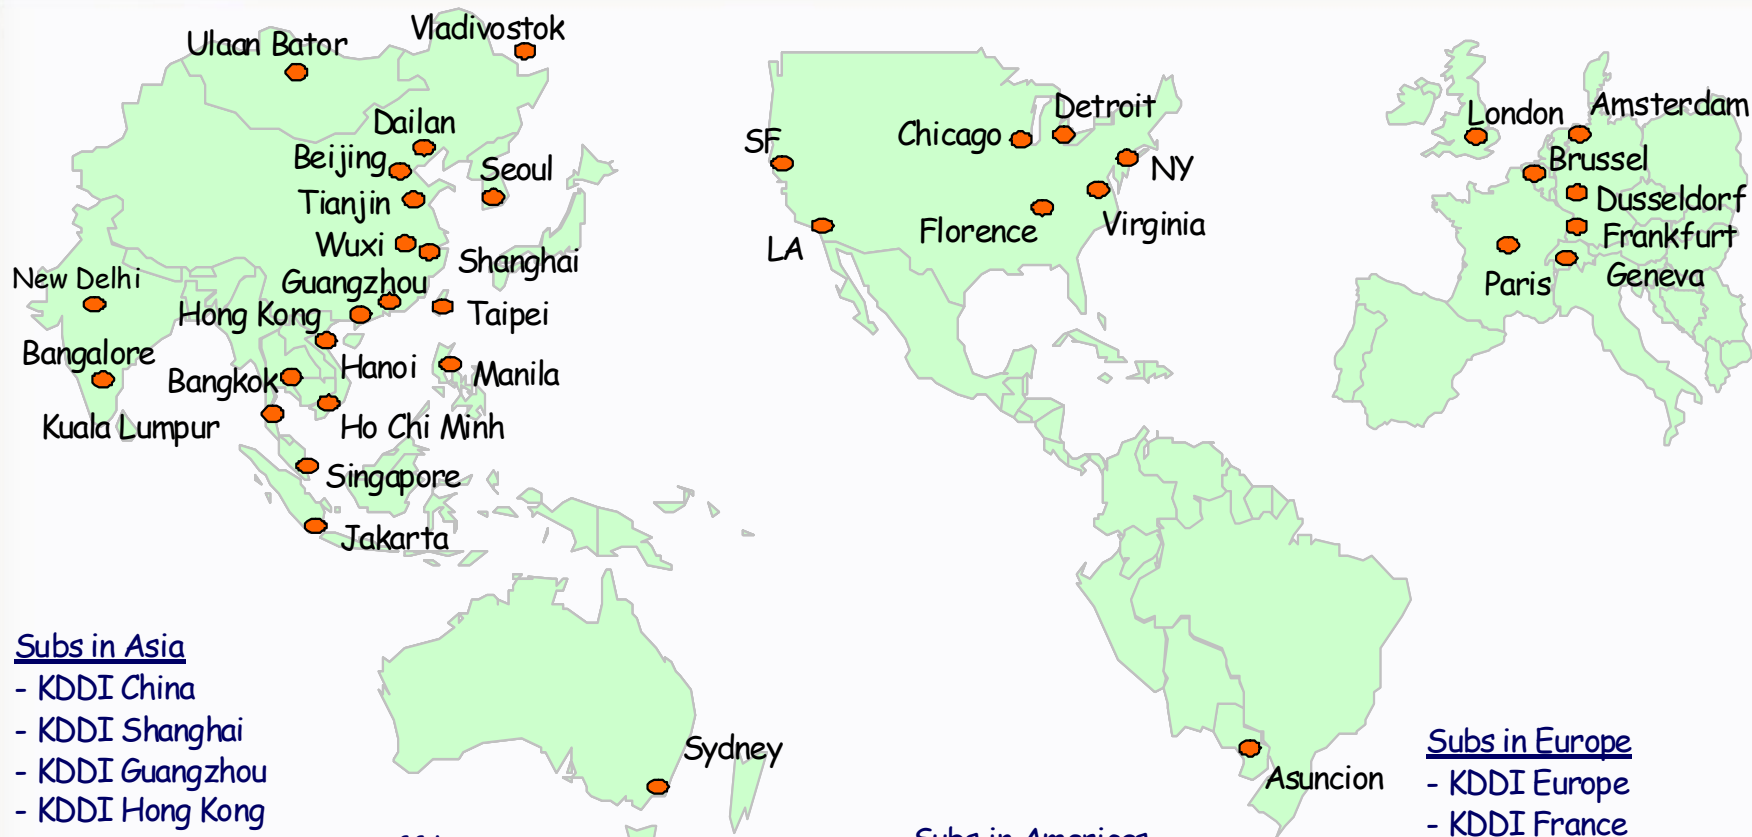 Ulaan Bator
Vladivostok
Dailan
Beijing
Seoul
Tianjin
Wuxi
Shanghai
New Delhi
Guangzhou
Hong Kong
Taipei
Bangalore
Hanoi
Bangkok
Manila
Kuala Lumpur
Ho Chi Minh
Singapore
Jakarta
Sydney
SF
Chicago
Detroit
NY
LA
Florence
Virginia
Asuncion
London
Amsterdam
Brussel
Dusseldorf
Frankfurt
Paris
Geneva
Subs in Asia
- KDDI China
- KDDI Shanghai
- KDDI Guangzhou
- KDDI Hong Kong
Subs in Americas
Subs in Europe
- KDDI Europe
- KDDI France